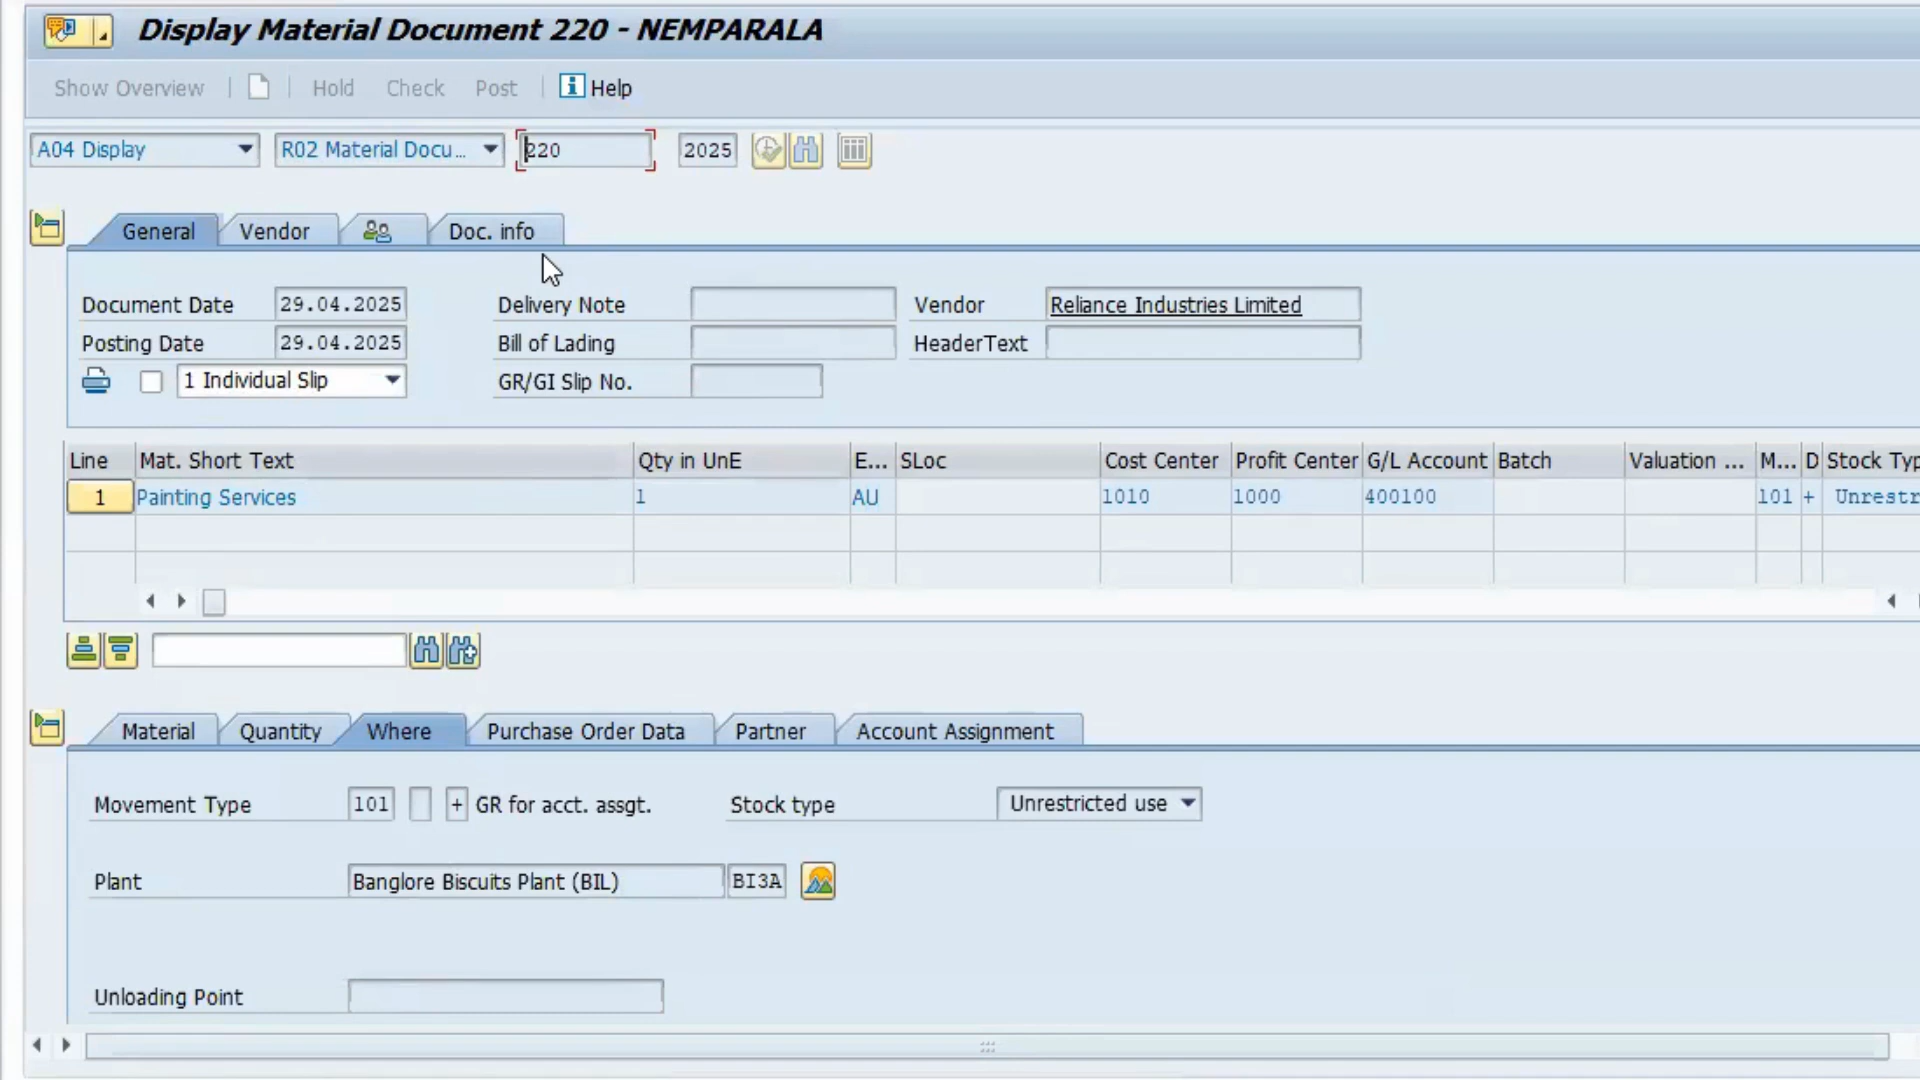 Display Material Document 220 - NEMPARALA
Show Overview Hold Check Post Help
A04 Display R02 Material Docu... 220 2025
General Vendor Doc. info
Document Date 29.04.2025 Delivery Note Vendor Reliance Industries Limited
Posting Date 29.04.2025 Bill of Lading HeaderText
1 Individual Slip GR/GI Slip No.
Line Mat. Short Text Qty in UnE E... SLoc Cost Center Profit Center G/L Account Batch Valuation ... M... D Stock Typ
1 Painting Services 1 AU 1010 1000 400100 101 + Unrestr
Material Quantity Where Purchase Order Data Partner Account Assignment
Movement Type 101 + GR for acct. assgt. Stock type Unrestricted use
Plant Banglore Biscuits Plant (BIL) BI3A
Unloading Point